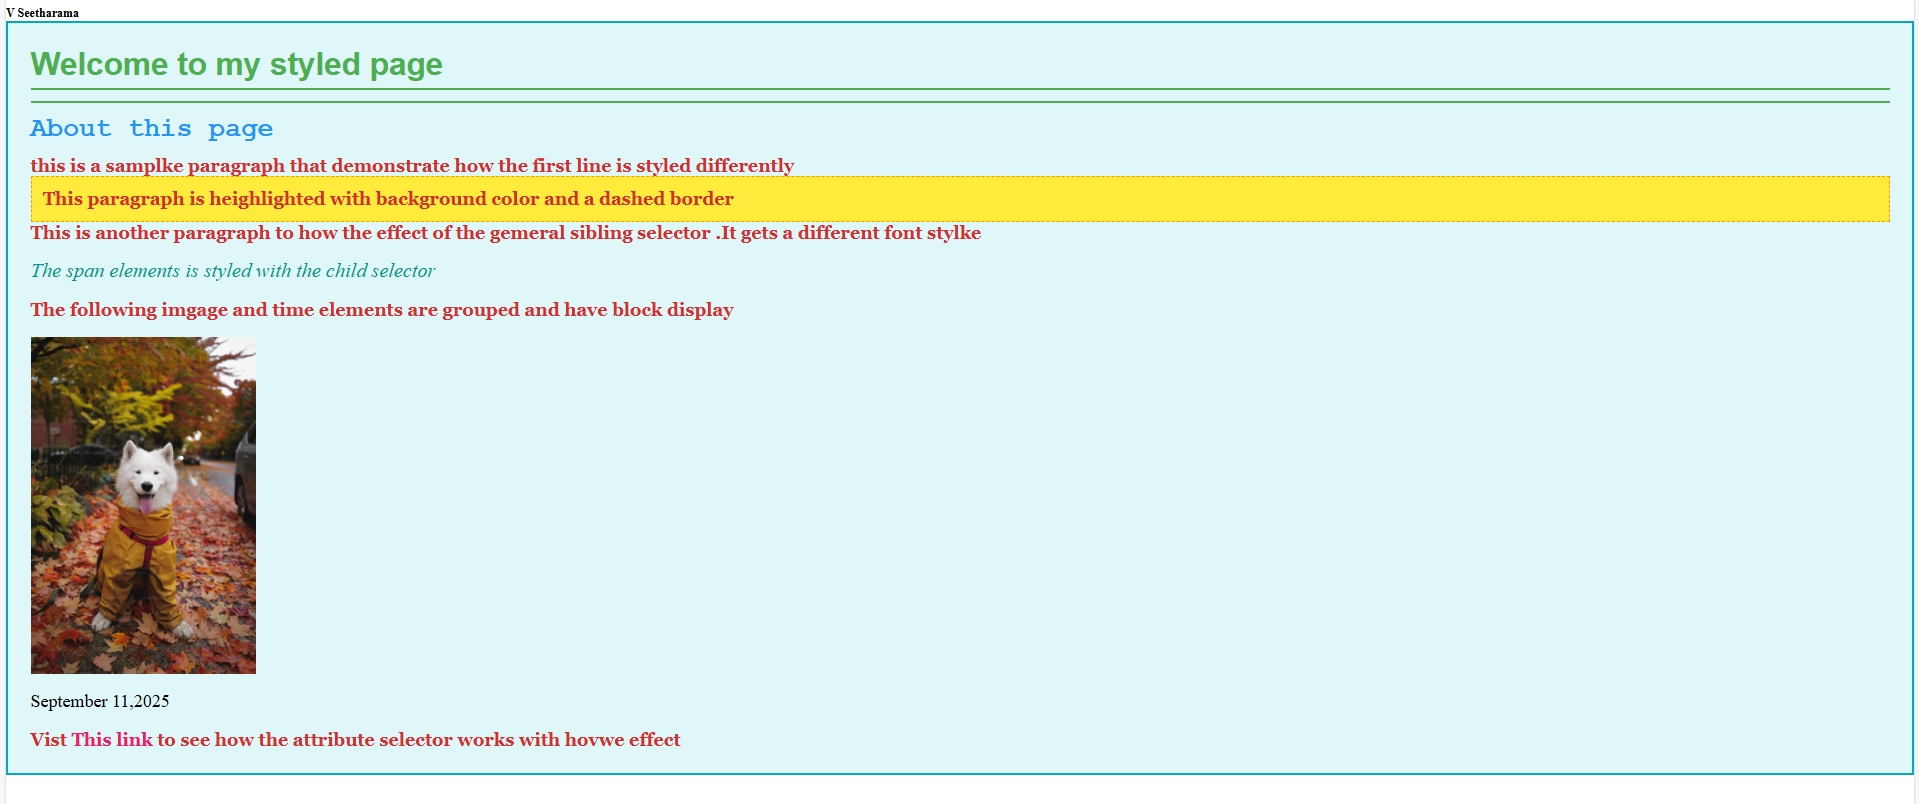 V Seetharama
Welcome to my styled page
About this page
this is a samplke paragraph that demonstrate how the first line is styled differently
This paragraph is heighlighted with background color and a dashed border
This is another paragraph to how the effect of the gemeral sibling selector .It gets a different font stylke
The span elements is styled with the child selector
The following imgage and time elements are grouped and have block display
September 11,2025
Vist This link to see how the attribute selector works with hovwe effect